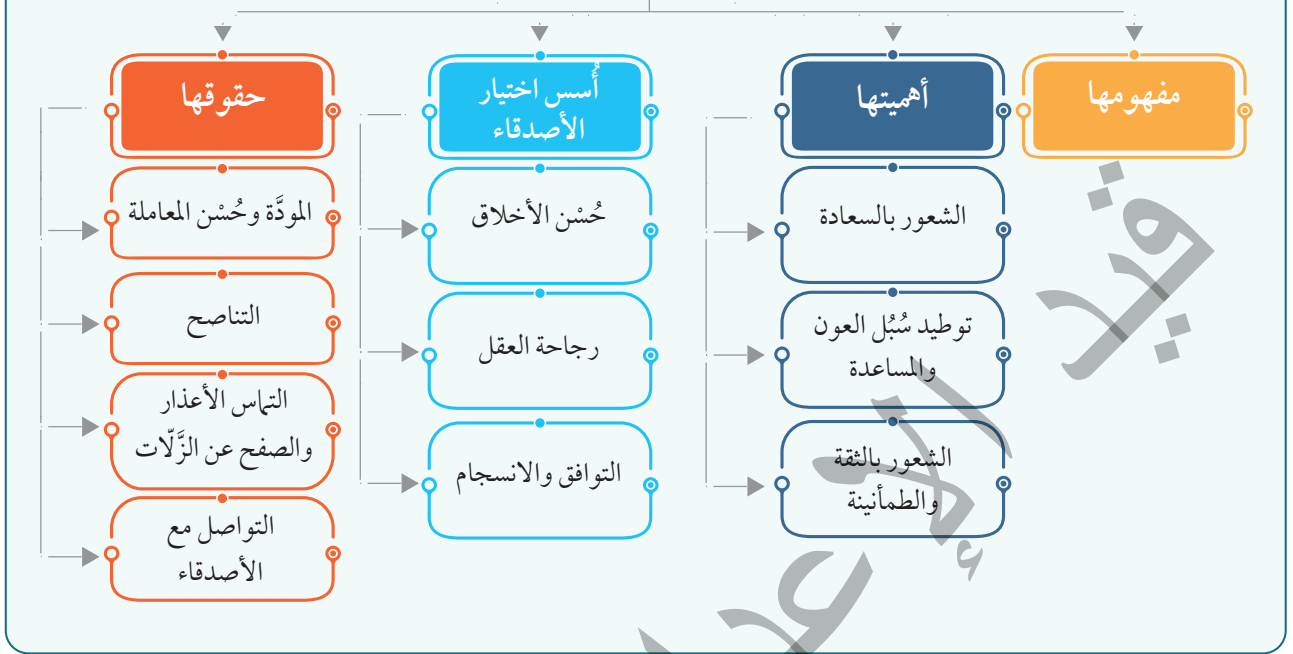 مفهومها
أهميتها
الشعور بالسعادة
توطيد سُبُل العون
والمساعدة
الشعور بالثقة
والطمأنينة
أُسس اختيار
الأصدقاء
حُسْن الأخلاق
رجاحة العقل
التوافق والانسجام
حقوقها
المودَّة وحُسْن المعاملة
التناصح
التماس الأعذار
والصفح عن الزَّلّات
التواصل مع
الأصدقاء